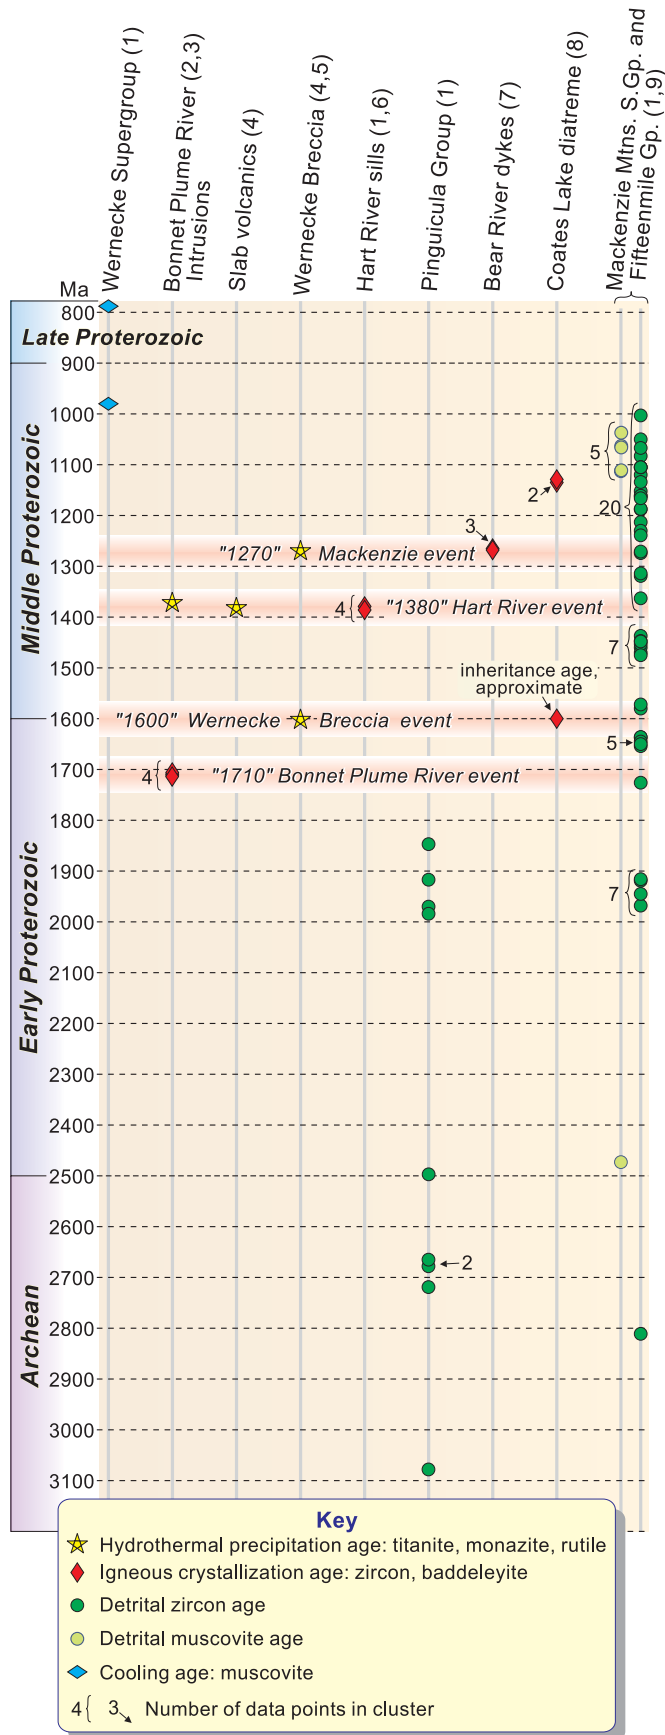 Wernecke Supergroup (1)
Bonnet Plume River (2,3)
Intrusions
Slab volcanics (4)
Wernecke Breccia (4,5)
Hart River sills (1,6)
Pinguicula Group (1)
Bear River dykes (7)
Coates Lake diatreme (8)
Mackenzie Mtns. S.Gp. and
Fifteenmile Gp. (1,9)
Ma
800
Late Proterozoic
900
1000
5
1100
2
20
1200
3
"1270" Mackenzie event
1300
4 "1380" Hart River event
1400
7
1500
inheritance age,
approximate
1600
"1600" Wernecke Breccia event
5
1700
4 "1710" Bonnet Plume River event
1800
1900
7
2000
2100
2200
2300
2400
2500
2600
2
2700
2800
2900
3000
3100
Middle Proterozoic
Early Proterozoic
Archean
Key
Hydrothermal precipitation age: titanite, monazite, rutile
Igneous crystallization age: zircon, baddeleyite
Detrital zircon age
Detrital muscovite age
Cooling age: muscovite
4 3 Number of data points in cluster